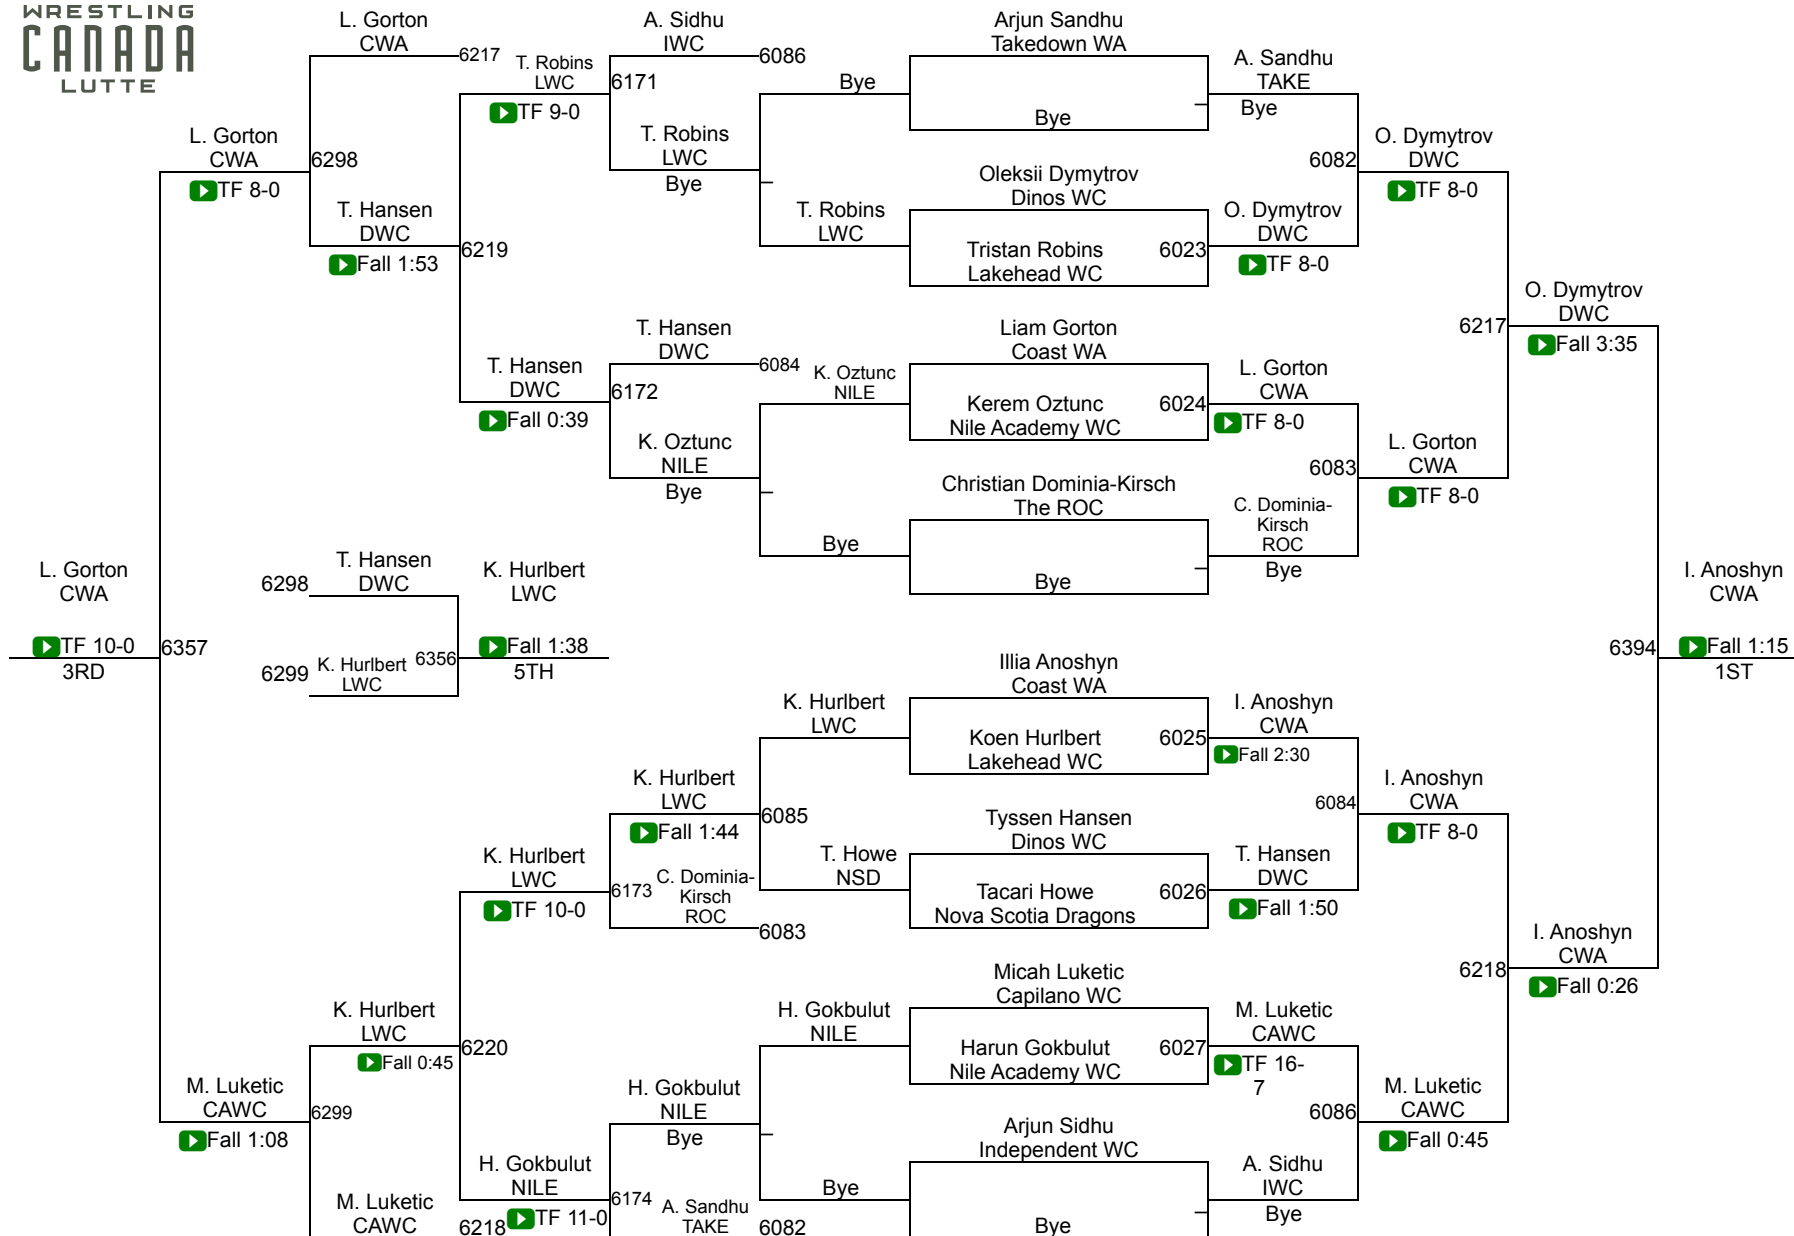 WRESTLING
CANADA
LUTTE
L. Gorton
CWA
6217
T. Robins
LWC
TF 9-0
A. Sidhu
IWC
6086
6171
T. Robins
LWC
Bye
Bye
Arjun Sandhu
Takedown WA
Bye
A. Sandhu
TAKE
Bye
L. Gorton
CWA
TF 8-0
6298
T. Hansen
DWC
Fall 1:53
6219
T. Robins
LWC
Oleksii Dymytrov
Dinos WC
Tristan Robins
Lakehead WC
6023
O. Dymytrov
DWC
TF 8-0
6082
O. Dymytrov
DWC
TF 8-0
T. Hansen
DWC
Fall 0:39
T. Hansen
DWC
6084
6172
K. Oztunc
NILE
Bye
K. Oztunc
NILE
Liam Gorton
Coast WA
Kerem Oztunc
Nile Academy WC
6024
L. Gorton
CWA
TF 8-0
6217
O. Dymytrov
DWC
Fall 3:35
Bye
Christian Dominia-Kirsch
The ROC
Bye
C. Dominia-
Kirsch
ROC
Bye
6083
L. Gorton
CWA
TF 8-0
L. Gorton
CWA
TF 10-0
3RD
6357
6298
T. Hansen
DWC
6299
K. Hurlbert
LWC
6356
K. Hurlbert
LWC
Fall 1:38
5TH
6394
I. Anoshyn
CWA
Fall 1:15
1ST
K. Hurlbert
LWC
Illia Anoshyn
Coast WA
Koen Hurlbert
Lakehead WC
6025
I. Anoshyn
CWA
Fall 2:30
K. Hurlbert
LWC
Fall 1:44
6085
6084
I. Anoshyn
CWA
TF 8-0
K. Hurlbert
LWC
TF 10-0
6173
C. Dominia-
Kirsch
ROC
6083
T. Howe
NSD
Tyssen Hansen
Dinos WC
Tacari Howe
Nova Scotia Dragons
6026
T. Hansen
DWC
Fall 1:50
6218
I. Anoshyn
CWA
Fall 0:26
K. Hurlbert
LWC
Fall 0:45
6220
H. Gokbulut
NILE
Micah Luketic
Capilano WC
Harun Gokbulut
Nile Academy WC
6027
M. Luketic
CAWC
TF 16-
7
M. Luketic
CAWC
Fall 1:08
6299
H. Gokbulut
NILE
Bye
6086
M. Luketic
CAWC
Fall 0:45
M. Luketic
CAWC
6218
H. Gokbulut
NILE
TF 11-0
6174
A. Sandhu
TAKE
6082
Bye
Arjun Sidhu
Independent WC
Bye
A. Sidhu
IWC
Bye